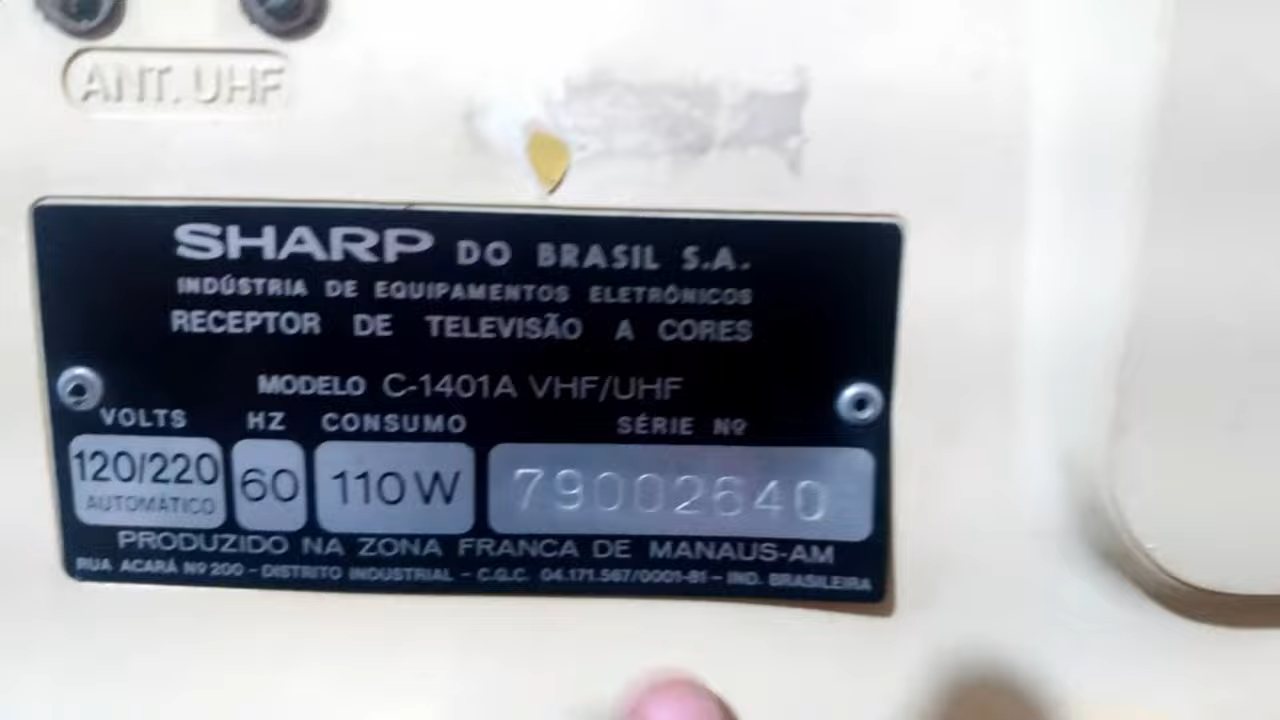 ANT. UHF
SHARP DO BRASIL S.A.
INDÚSTRIA DE EQUIPAMENTOS ELETRÔNICOS
RECEPTOR DE TELEVISÃO A CORES
MODELO C-1401A VHF/UHF
VOLTS HZ CONSUMO SÉRIE Nº
120/220 60 110W 79002640
AUTOMÁTICO
PRODUZIDO NA ZONA FRANCA DE MANAUS-AM
RUA ACARÁ Nº 200 - DISTRITO INDUSTRIAL - C.G.C. 04.171.567/0001-81 - IND. BRASILEIRA